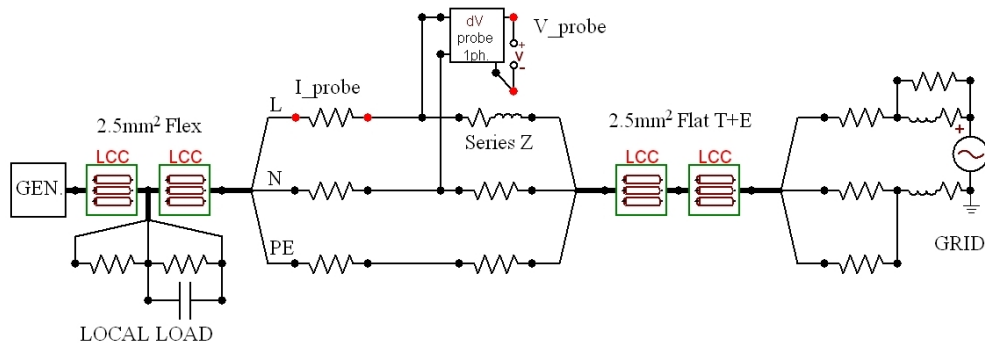 dV
probe
1ph.
V_probe
+
V
-
I_probe
L
2.5mm² Flex
LCC
LCC
Series Z
2.5mm² Flat T+E
LCC
LCC
+
GEN.
N
PE
GRID
LOCAL LOAD